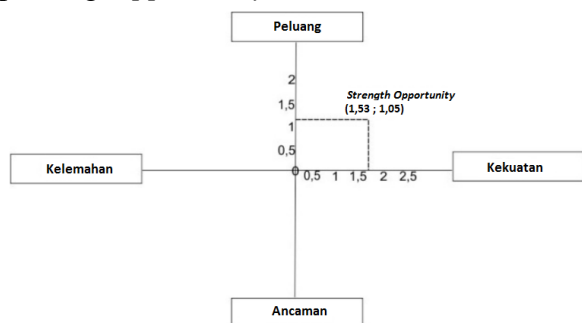 Peluang
2
Strength Opportunity
1,5
(1,53 ; 1,05)
1
0,5
Kelemahan
Kekuatan
0
0,5 1 1,5 2 2,5
Ancaman